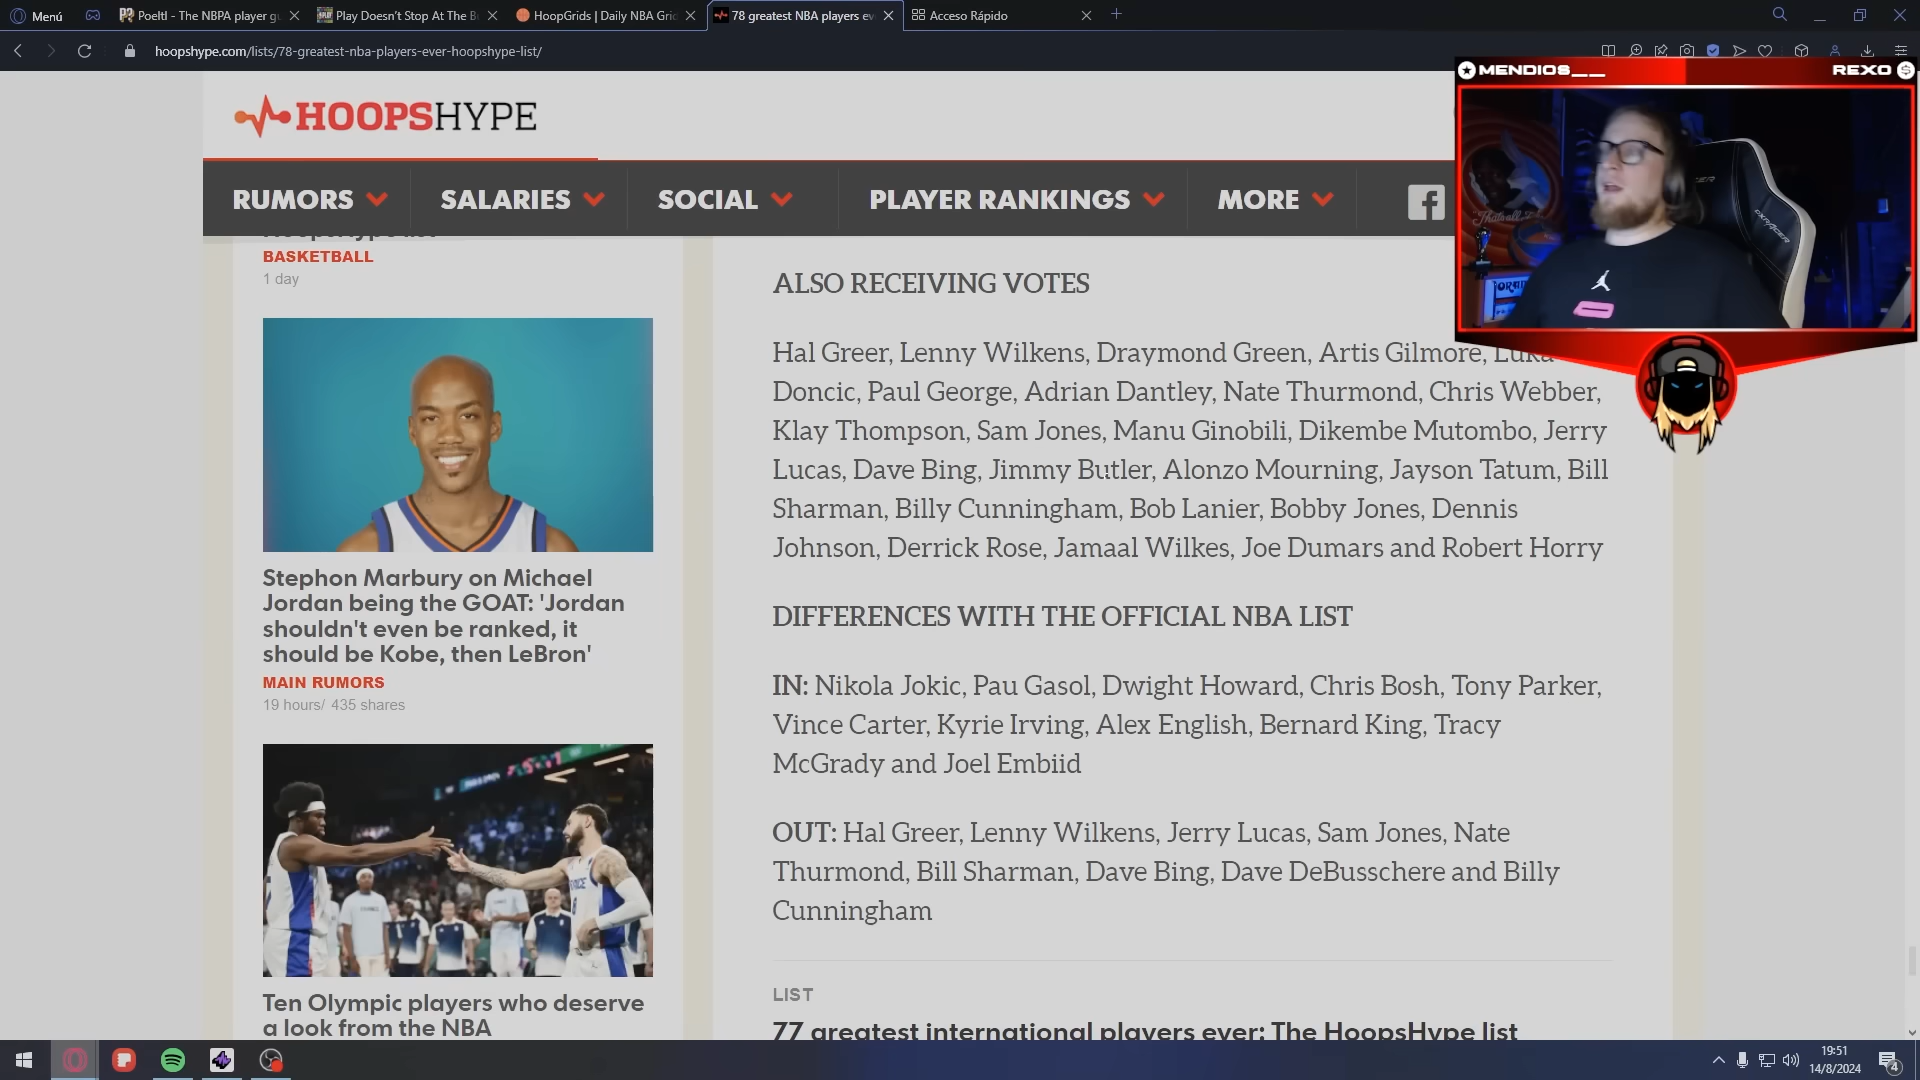 Menú
Poeltl - The NBPA player gu
Play Doesn't Stop At The B
HoopGrids | Daily NBA Grid
78 greatest NBA players eve
Acceso Rápido
hoopshype.com/lists/78-greatest-nba-players-ever-hoopshype-list/
MENDIOS__
REXO
HOOPSHYPE
RUMORS
SALARIES
SOCIAL
PLAYER RANKINGS
MORE
BASKETBALL
1 day
Stephon Marbury on Michael
Jordan being the GOAT: 'Jordan
shouldn't even be ranked, it
should be Kobe, then LeBron'
MAIN RUMORS
19 hours/ 435 shares
Ten Olympic players who deserve
a look from the NBA
ALSO RECEIVING VOTES
Hal Greer, Lenny Wilkens, Draymond Green, Artis Gilmore, Luka
Doncic, Paul George, Adrian Dantley, Nate Thurmond, Chris Webber,
Klay Thompson, Sam Jones, Manu Ginobili, Dikembe Mutombo, Jerry
Lucas, Dave Bing, Jimmy Butler, Alonzo Mourning, Jayson Tatum, Bill
Sharman, Billy Cunningham, Bob Lanier, Bobby Jones, Dennis
Johnson, Derrick Rose, Jamaal Wilkes, Joe Dumars and Robert Horry
DIFFERENCES WITH THE OFFICIAL NBA LIST
IN: Nikola Jokic, Pau Gasol, Dwight Howard, Chris Bosh, Tony Parker,
Vince Carter, Kyrie Irving, Alex English, Bernard King, Tracy
McGrady and Joel Embiid
OUT: Hal Greer, Lenny Wilkens, Jerry Lucas, Sam Jones, Nate
Thurmond, Bill Sharman, Dave Bing, Dave DeBusschere and Billy
Cunningham
LIST
77 greatest international players ever: The HoopsHype list
19:51
14/8/2024
4